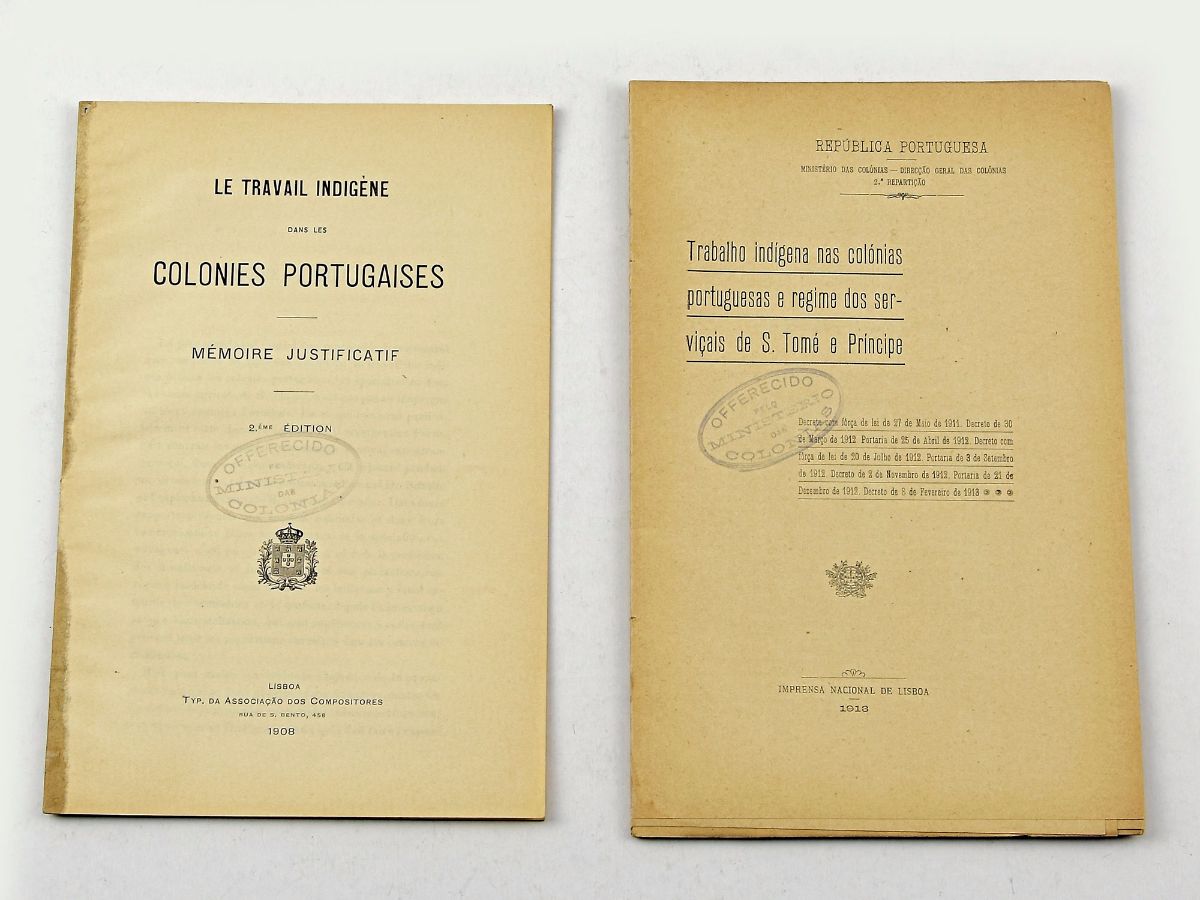 LE TRAVAIL INDIGÈNE
DANS LES
COLONIES PORTUGAISES
MÉMOIRE JUSTIFICATIF
2.ÈME ÉDITION
OFFERECIDO
PELO
MINISTERIO
DAS
COLONIAS
LISBOA
TYP. DA ASSOCIAÇÃO DOS COMPOSITORES
RUA DE S. BENTO, 456
1908
REPÚBLICA PORTUGUESA
MINISTÉRIO DAS COLÓNIAS — DIRECÇÃO GERAL DAS COLÓNIAS
2.ª REPARTIÇÃO
Trabalho indígena nas colónias
portuguesas e regime dos ser-
viçais de S. Tomé e Príncipe
OFFERECIDO
PELO
MINISTERIO
DAS
COLONIAS
Decreto com fôrça de lei de 27 de Maio de 1911. Decreto de 30
de Março de 1912. Portaria de 25 de Abril de 1912. Decreto com
fôrça de lei de 20 de Julho de 1912. Portaria de 3 de Setembro
de 1912. Decreto de 2 de Novembro de 1912. Portaria de 21 de
Dezembro de 1912. Decreto de 8 de Fevereiro de 1913
IMPRENSA NACIONAL DE LISBOA
1913